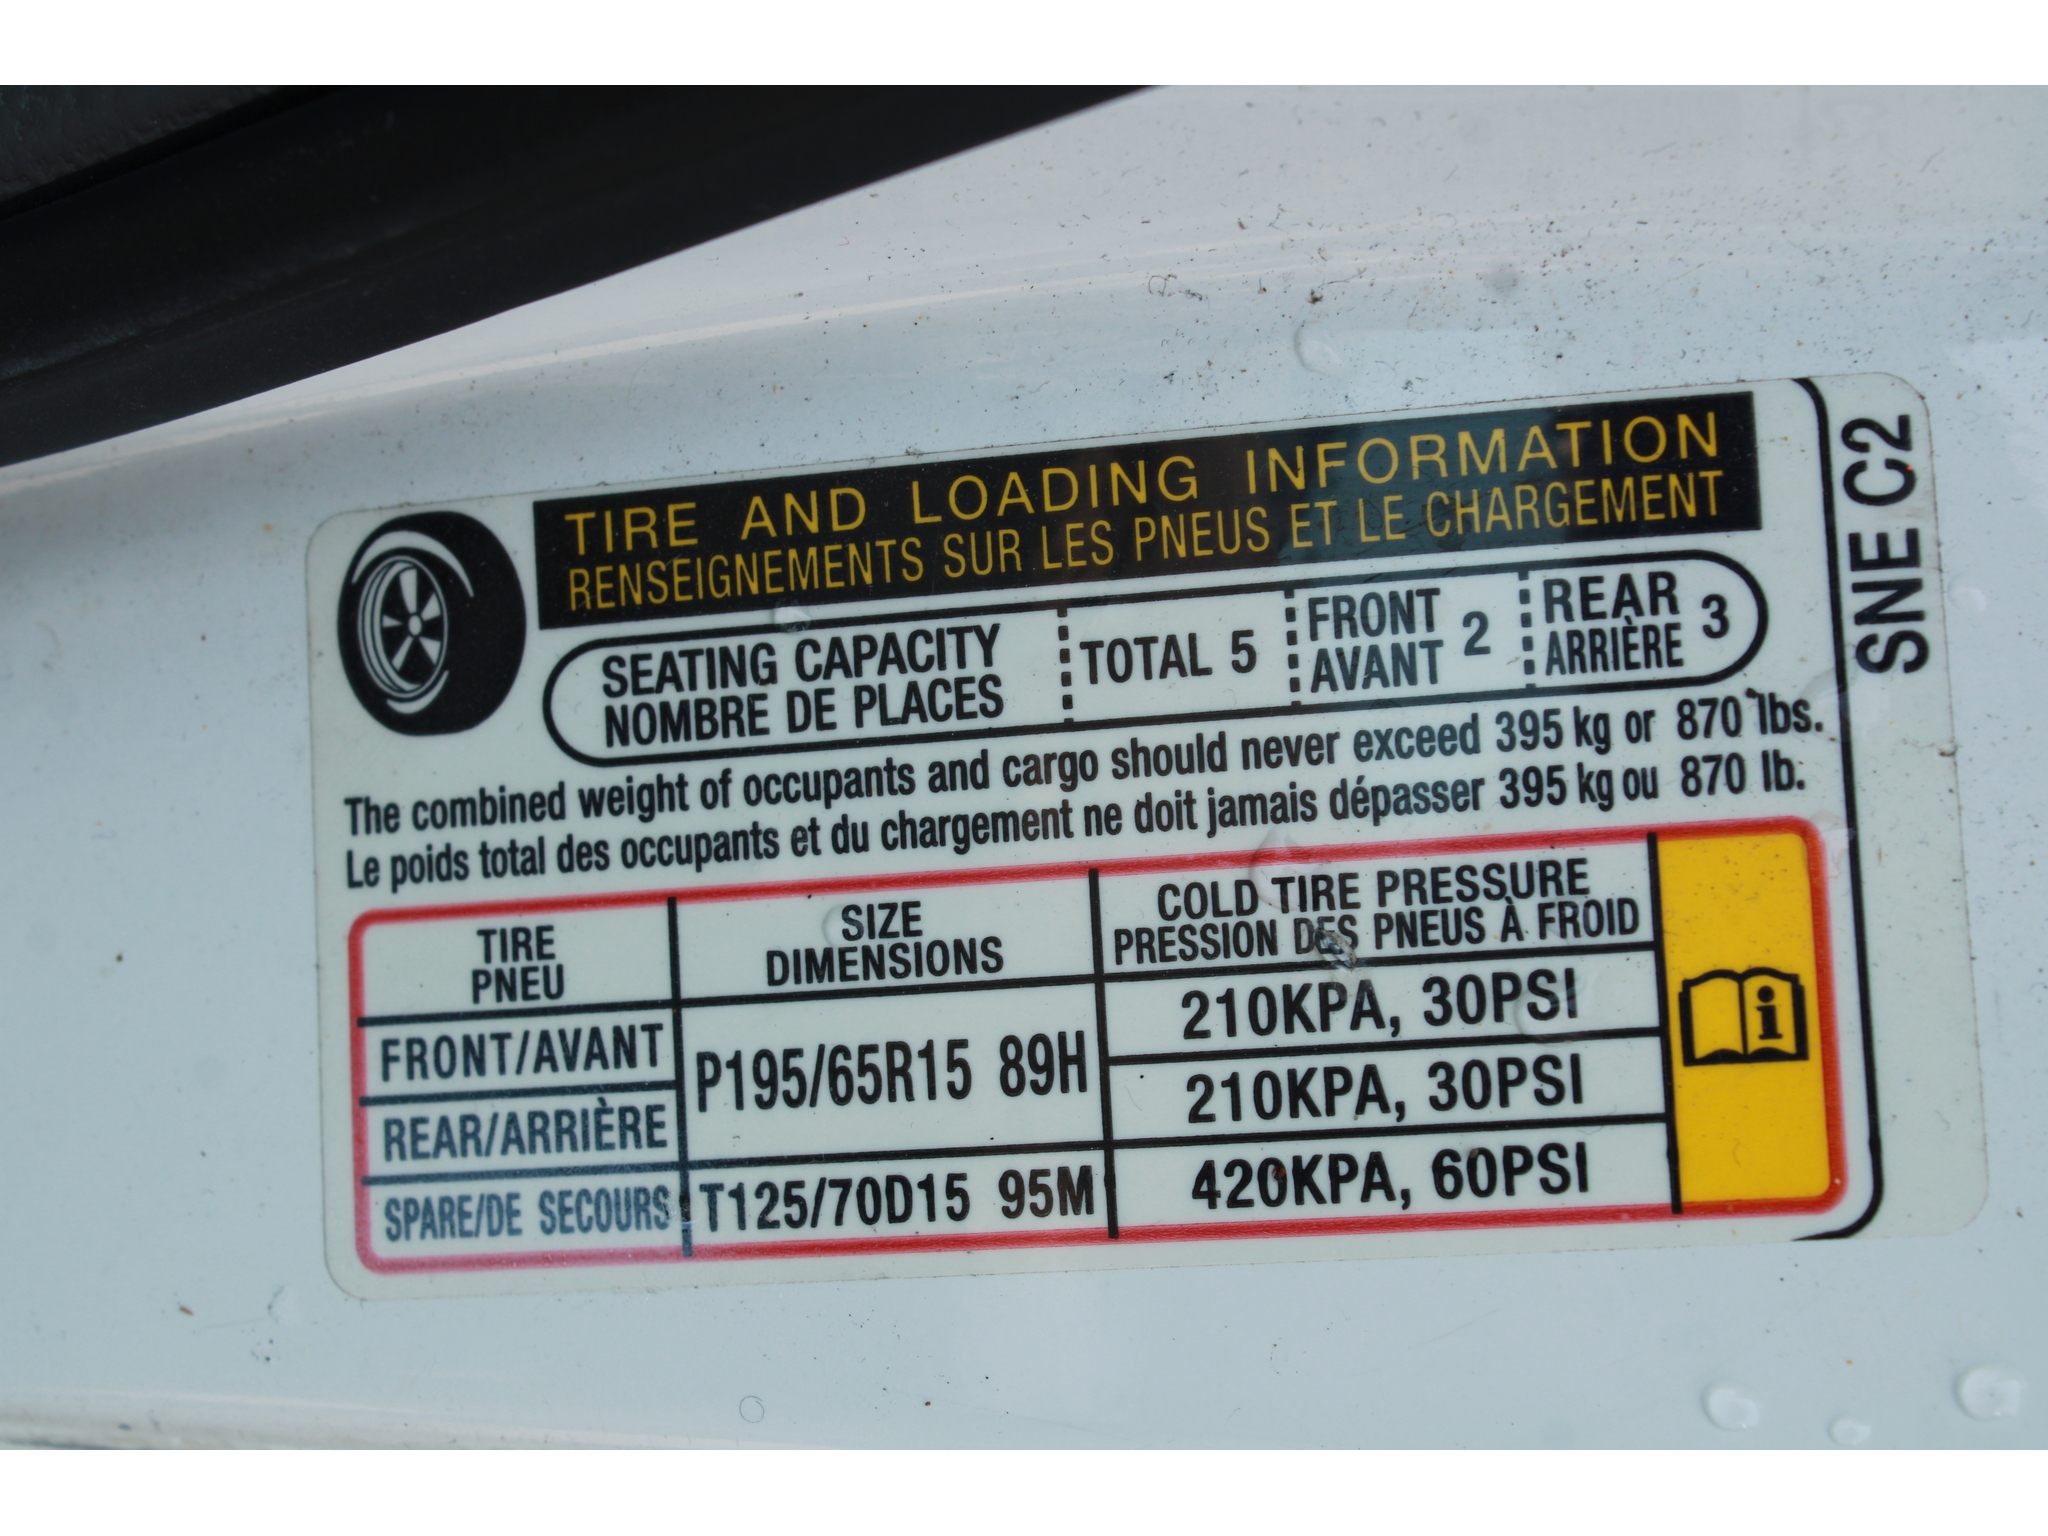 TIRE AND LOADING INFORMATION
RENSEIGNEMENTS SUR LES PNEUS ET LE CHARGEMENT
SEATING CAPACITY
NOMBRE DE PLACES
TOTAL 5
FRONT
AVANT
2
REAR
ARRIÈRE
3
The combined weight of occupants and cargo should never exceed 395 kg or 870 lbs.
Le poids total des occupants et du chargement ne doit jamais dépasser 395 kg ou 870 lb.
TIRE
PNEU
SIZE
DIMENSIONS
COLD TIRE PRESSURE
PRESSION DES PNEUS À FROID
FRONT/AVANT
P195/65R15 89H
210KPA, 30PSI
REAR/ARRIÈRE
210KPA, 30PSI
SPARE/DE SECOURS
T125/70D15 95M
420KPA, 60PSI
i
SNE C2